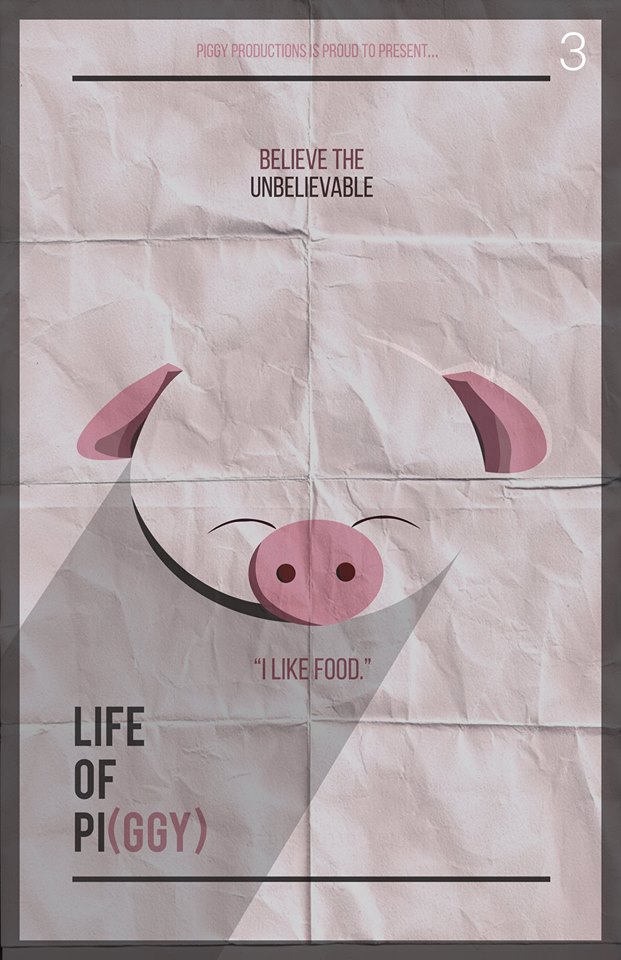 PIGGY PRODUCTIONS IS PROUD TO PRESENT...
3
BELIEVE THE
UNBELIEVABLE
“I LIKE FOOD.”
LIFE
OF
PI(GGY)